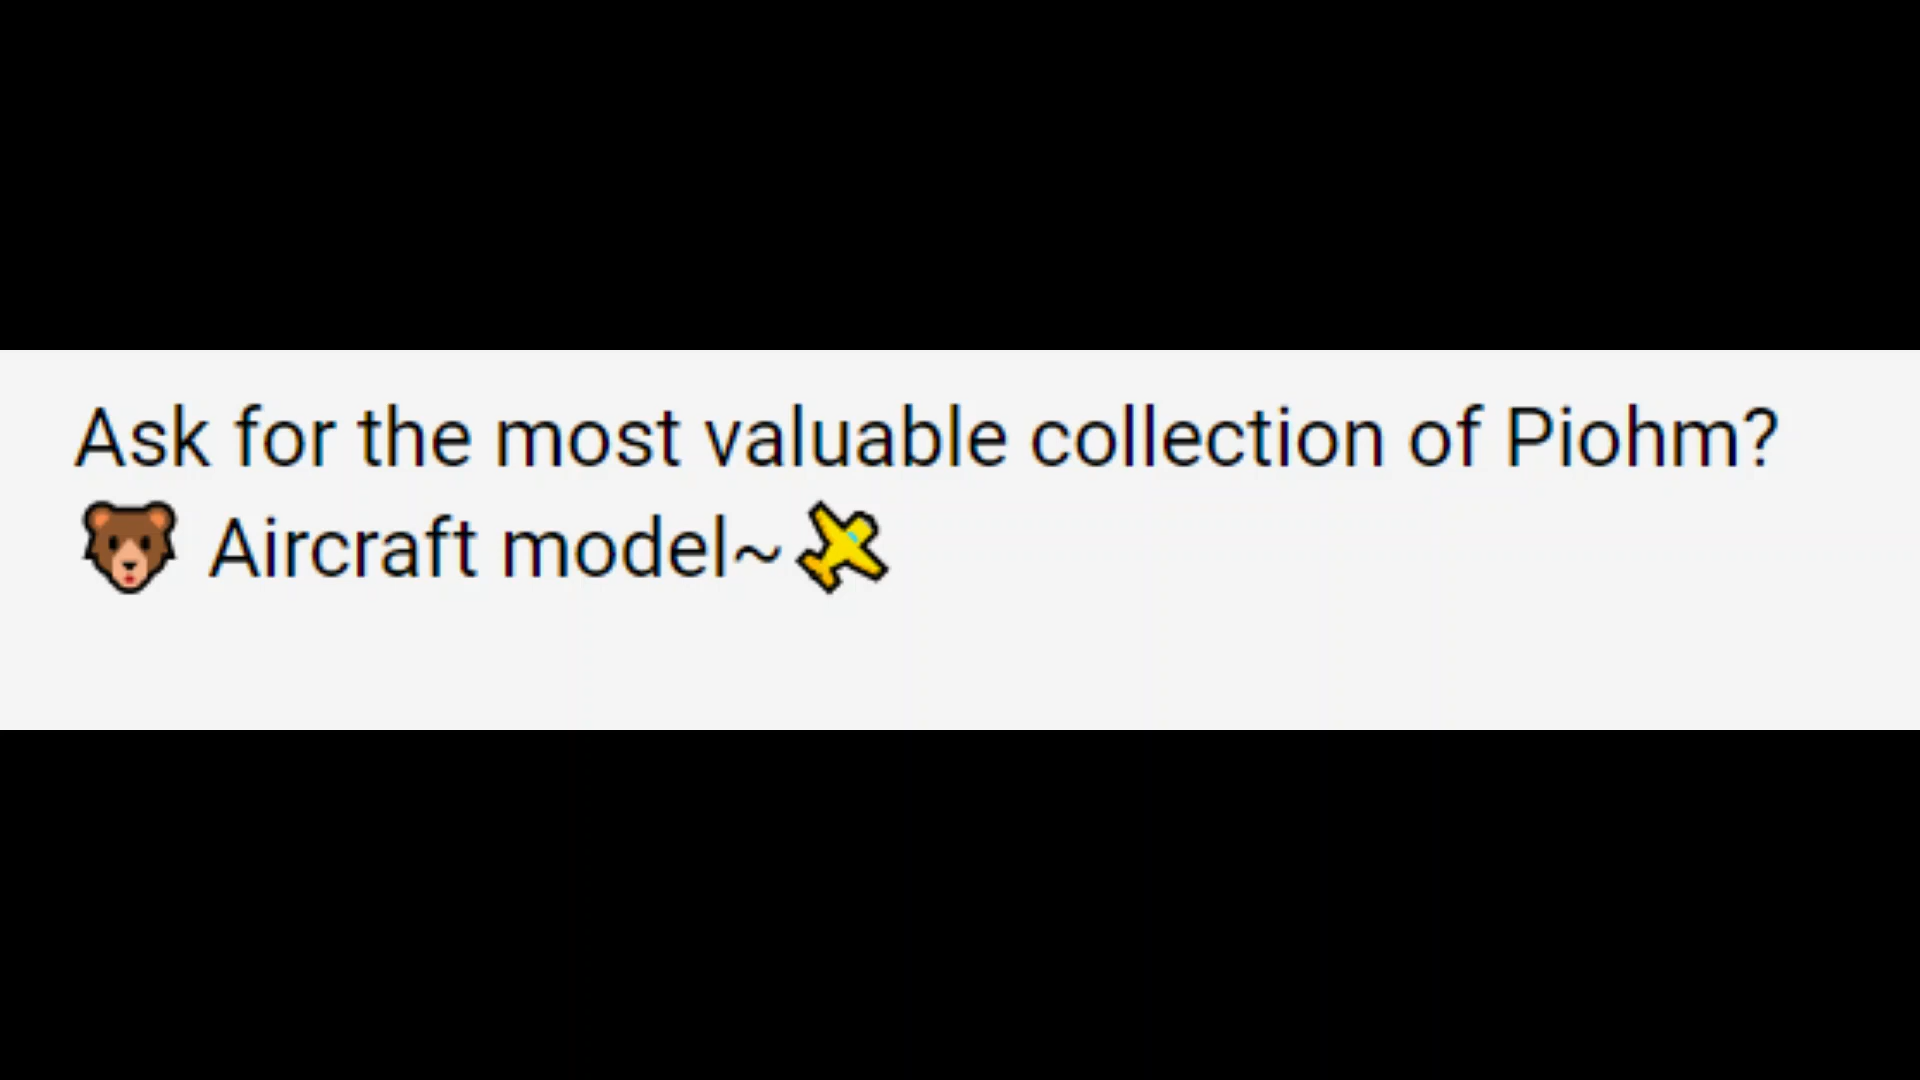 Ask for the most valuable collection of Piohm?
🐻 Aircraft model~